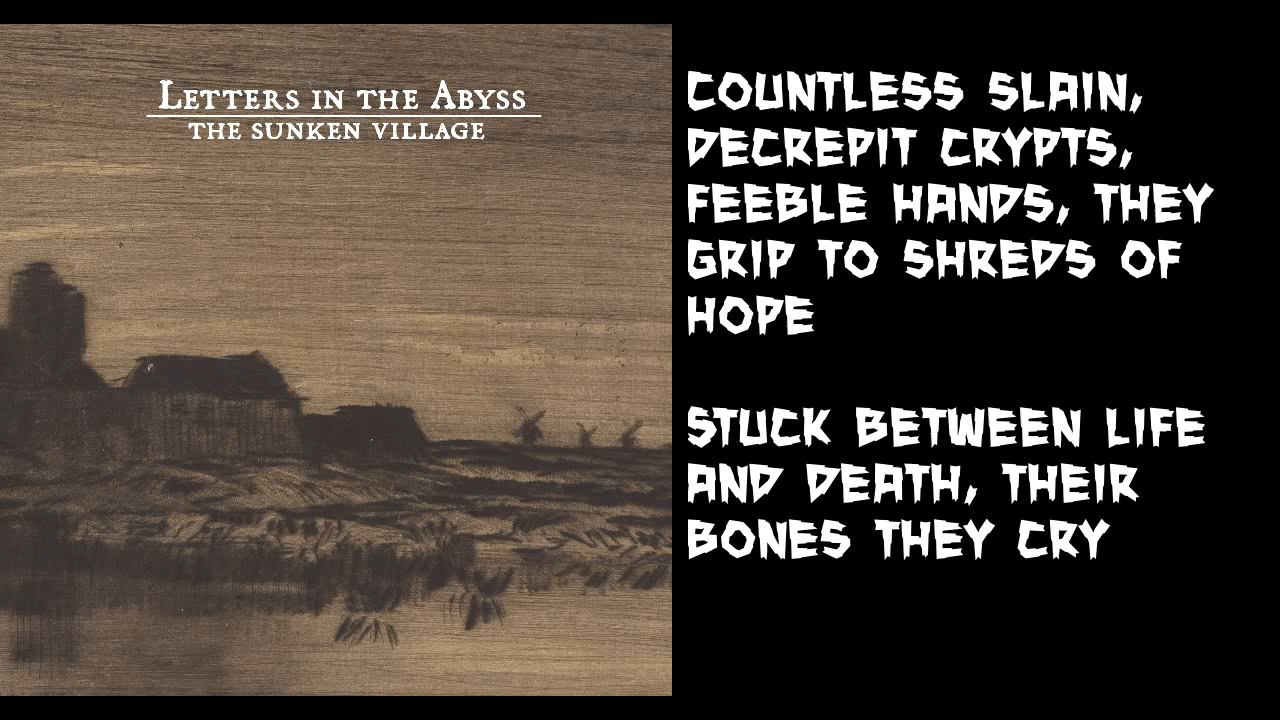 Letters in the Abyss
the sunken village
COUNTLESS SLAIN,
DECREPIT CRYPTS,
FEEBLE HANDS, THEY
GRIP TO SHREDS OF
HOPE
STUCK BETWEEN LIFE
AND DEATH, THEIR
BONES THEY CRY